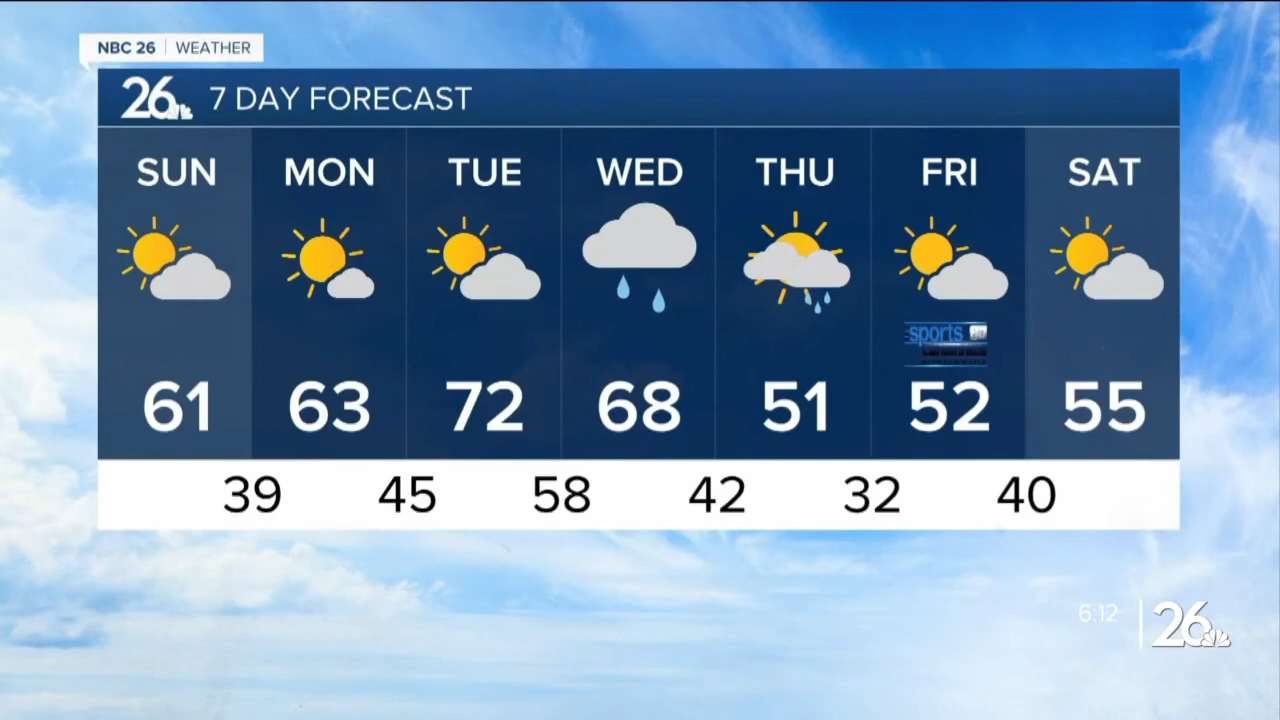 NBC 26 | WEATHER
26 7 DAY FORECAST
SUN MON TUE WED THU FRI SAT
sports
61 63 72 68 51 52 55
39 45 58 42 32 40
6:12 26